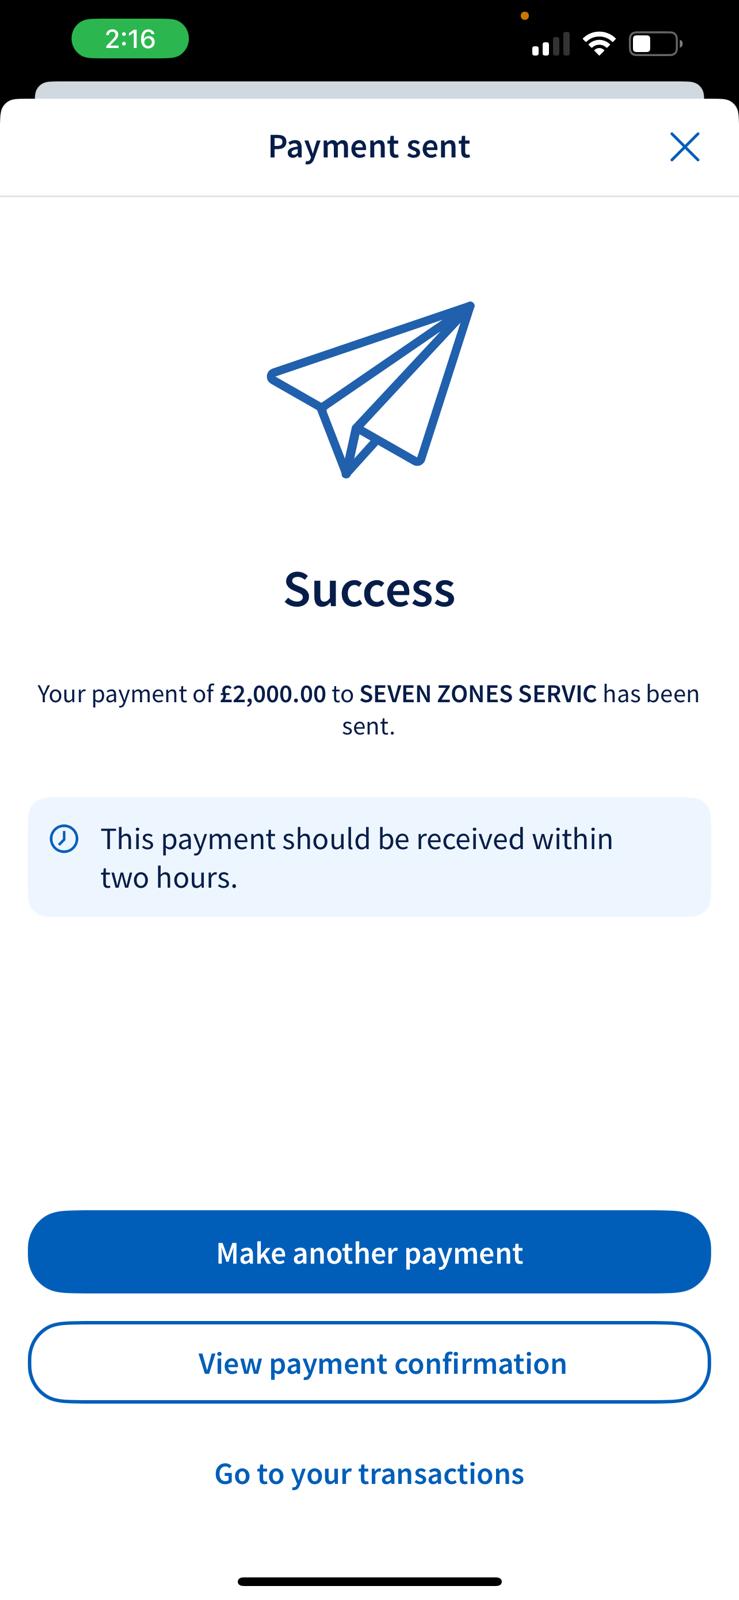 2:16
Payment sent
Success
Your payment of £2,000.00 to SEVEN ZONES SERVIC has been
sent.
This payment should be received within
two hours.
Make another payment
View payment confirmation
Go to your transactions